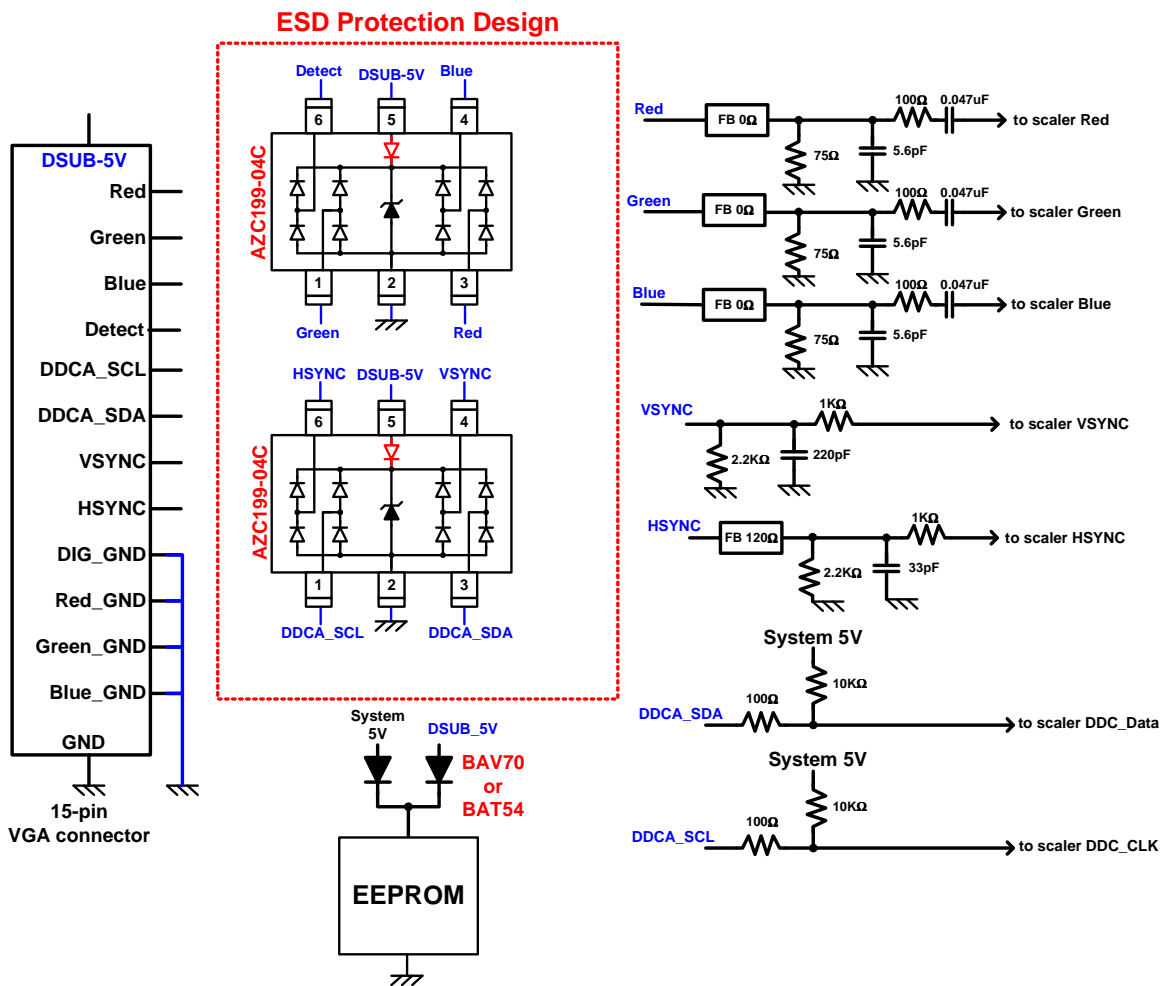 ESD Protection Design
DSUB-5V
Red
Green
Blue
Detect
DDCA_SCL
DDCA_SDA
VSYNC
HSYNC
DIG_GND
Red_GND
Green_GND
Blue_GND
GND
15-pin
VGA connector
Detect
DSUB-5V
Blue
6
5
4
AZC199-04C
1
2
3
Green
Red
HSYNC
DSUB-5V
VSYNC
6
5
4
AZC199-04C
1
2
3
DDCA_SCL
DDCA_SDA
System
5V
DSUB_5V
BAV70
or
BAT54
EEPROM
Red
FB 0Ω
75Ω
5.6pF
100Ω
0.047uF
to scaler Red
Green
FB 0Ω
75Ω
5.6pF
100Ω
0.047uF
to scaler Green
Blue
FB 0Ω
75Ω
5.6pF
100Ω
0.047uF
to scaler Blue
VSYNC
2.2KΩ
220pF
1KΩ
to scaler VSYNC
HSYNC
FB 120Ω
2.2KΩ
33pF
1KΩ
to scaler HSYNC
System 5V
10KΩ
DDCA_SDA
100Ω
to scaler DDC_Data
System 5V
10KΩ
DDCA_SCL
100Ω
to scaler DDC_CLK